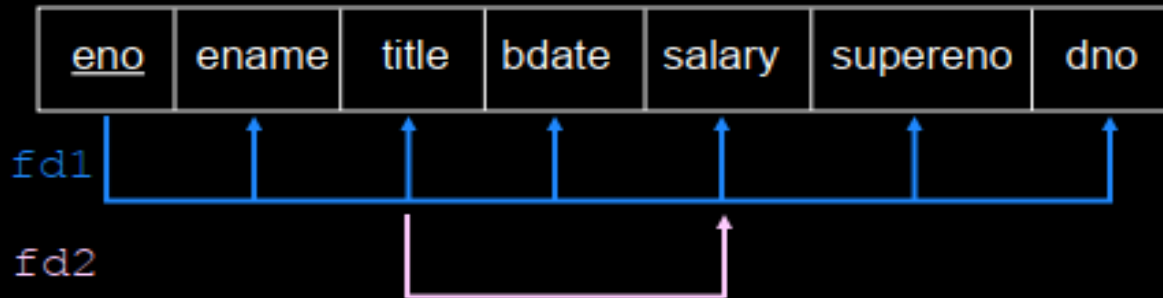 eno ename title bdate salary supereno dno
fd1
fd2